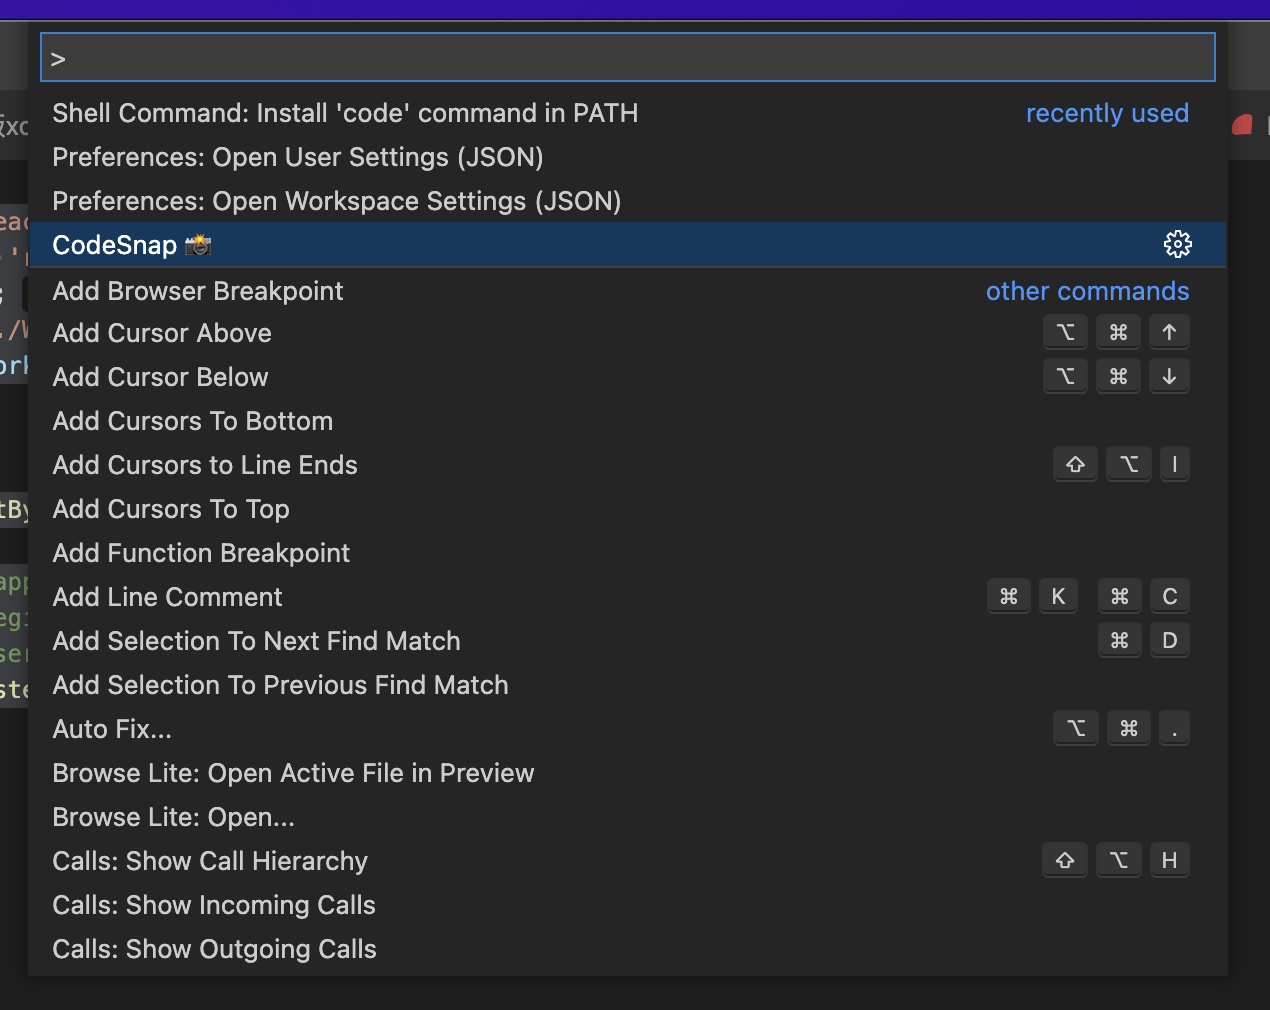 >
Shell Command: Install 'code' command in PATH recently used
Preferences: Open User Settings (JSON)
Preferences: Open Workspace Settings (JSON)
CodeSnap 📸
Add Browser Breakpoint other commands
Add Cursor Above ⌥ ⌘ ↑
Add Cursor Below ⌥ ⌘ ↓
Add Cursors To Bottom
Add Cursors to Line Ends ⇧ ⌥ I
Add Cursors To Top
Add Function Breakpoint
Add Line Comment ⌘ K ⌘ C
Add Selection To Next Find Match ⌘ D
Add Selection To Previous Find Match
Auto Fix... ⌥ ⌘ .
Browse Lite: Open Active File in Preview
Browse Lite: Open...
Calls: Show Call Hierarchy ⇧ ⌥ H
Calls: Show Incoming Calls
Calls: Show Outgoing Calls